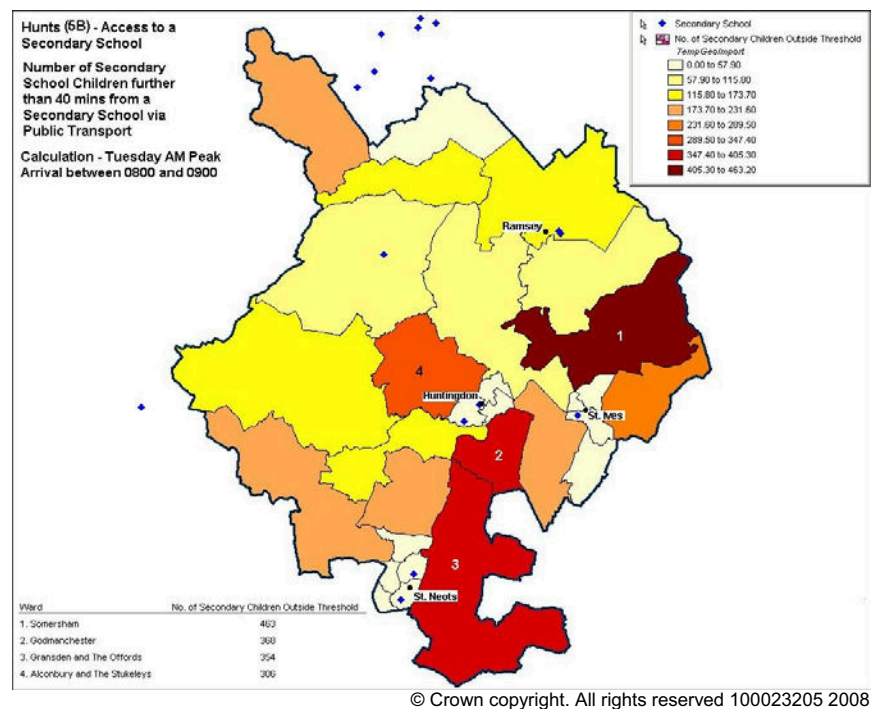 Hunts (5B) - Access to a
Secondary School
Number of Secondary
School Children further
than 40 mins from a
Secondary School via
Public Transport
Calculation - Tuesday AM Peak
Arrival between 0800 and 0900
Secondary School
No. of Secondary Children Outside Threshold
TempGeoImport
0.00 to 57.90
57.90 to 115.80
115.80 to 173.70
173.70 to 231.60
231.60 to 289.50
289.50 to 347.40
347.40 to 405.30
405.30 to 463.20
Ramsey
1
4
Huntingdon
St. Ives
2
3
St. Neots
Ward No. of Secondary Children Outside Threshold
1. Somersham 463
2. Godmanchester 368
3. Gransden and The Offords 354
4. Alconbury and The Stukeleys 306
© Crown copyright. All rights reserved 100023205 2008